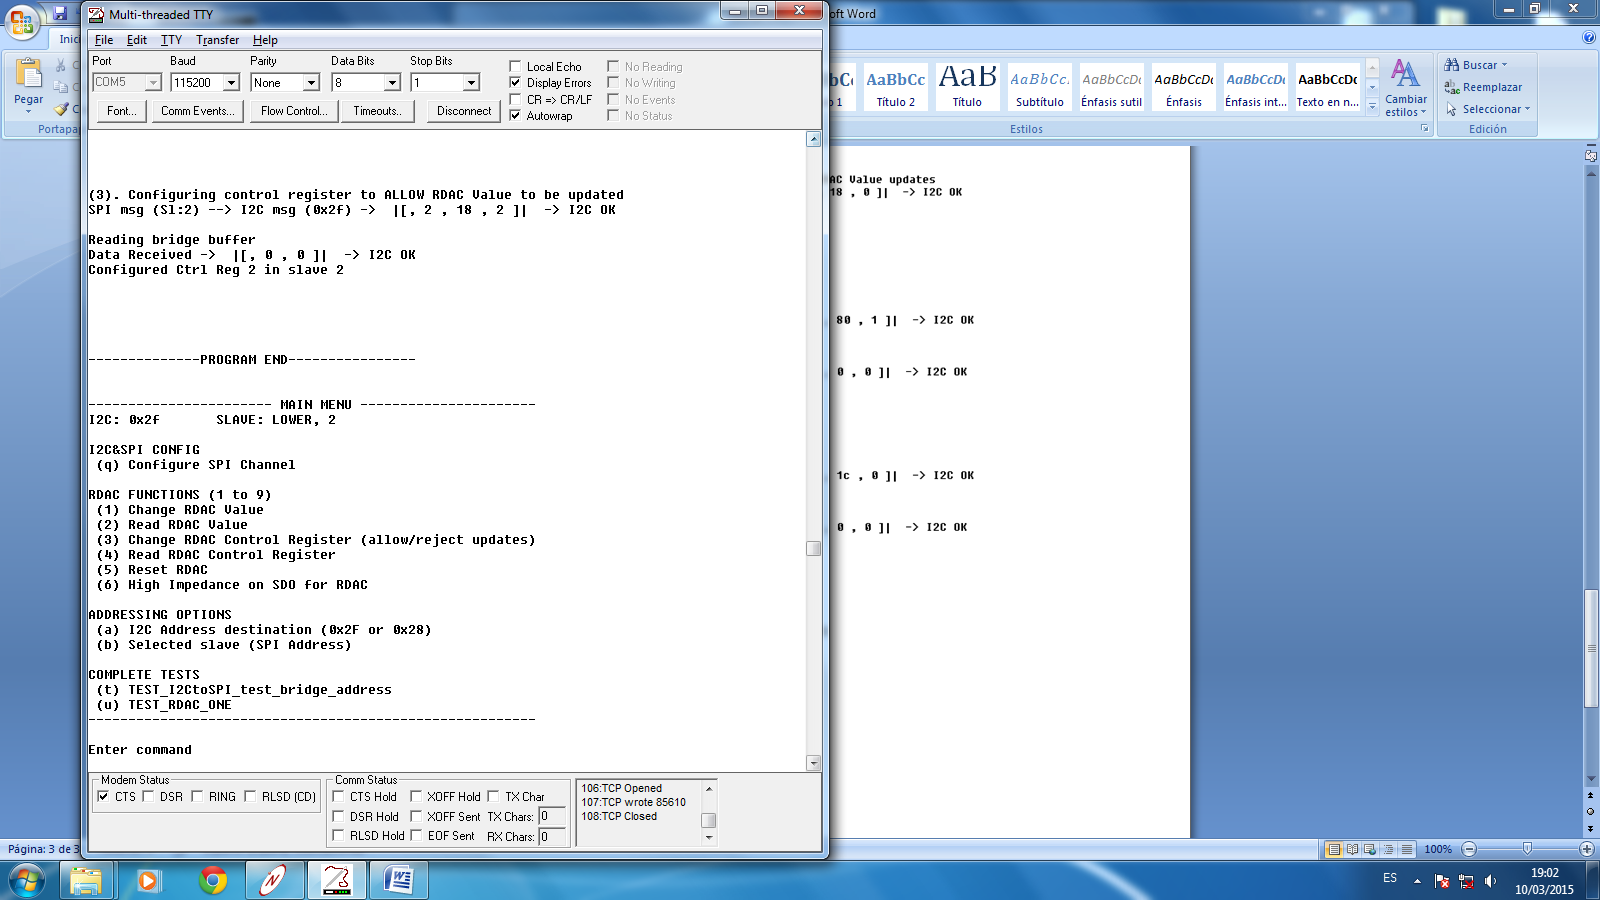 Multi-threaded TTY
File Edit TTY Transfer Help
Port Baud Parity Data Bits Stop Bits
COM5 115200 None 8 1
Font... Comm Events... Flow Control... Timeouts.. Disconnect
Local Echo No Reading
Display Errors No Writing
CR => CR/LF No Events
Autowrap No Status
(3). Configuring control register to ALLOW RDAC Value to be updated
SPI msg (Sl:2) --> I2C msg (0x2f) -> |[, 2 , 18 , 2 ]| -> I2C OK
Reading bridge buffer
Data Received -> |[, 0 , 0 ]| -> I2C OK
Configured Ctrl Reg 2 in slave 2
--------------PROGRAM END----------------
----------------------- MAIN MENU ----------------------
I2C: 0x2f SLAVE: LOWER, 2
I2C&SPI CONFIG
(q) Configure SPI Channel
RDAC FUNCTIONS (1 to 9)
(1) Change RDAC Value
(2) Read RDAC Value
(3) Change RDAC Control Register (allow/reject updates)
(4) Read RDAC Control Register
(5) Reset RDAC
(6) High Impedance on SDO for RDAC
ADDRESSING OPTIONS
(a) I2C Address destination (0x2F or 0x28)
(b) Selected slave (SPI Address)
COMPLETE TESTS
(t) TEST_I2CtoSPI_test_bridge_address
(u) TEST_RDAC_ONE
--------------------------------------------------------
Enter command
Modem Status
CTS DSR RING RLSD (CD)
Comm Status
CTS Hold XOFF Hold TX Char
DSR Hold XOFF Sent TX Chars: 0
RLSD Hold EOF Sent RX Chars: 0
106:TCP Opened
107:TCP wrote 85610
108:TCP Closed
oft Word
Inici
Pegar
Portapap
AaBbCc AaB AaBbCc. AaBbCcDc AaBbCcDc AaBbCcDc AaBbCcDc
o 1 Título 2 Título Subtítulo Énfasis sutil Énfasis Énfasis int... Texto en n...
Estilos
Cambiar estilos
Buscar
Reemplazar
Seleccionar
Edición
AC Value updates
18 , 0 ]| -> I2C OK
80 , 1 ]| -> I2C OK
0 , 0 ]| -> I2C OK
1c , 0 ]| -> I2C OK
0 , 0 ]| -> I2C OK
Página: 3 de 3
100%
ES
19:02
10/03/2015